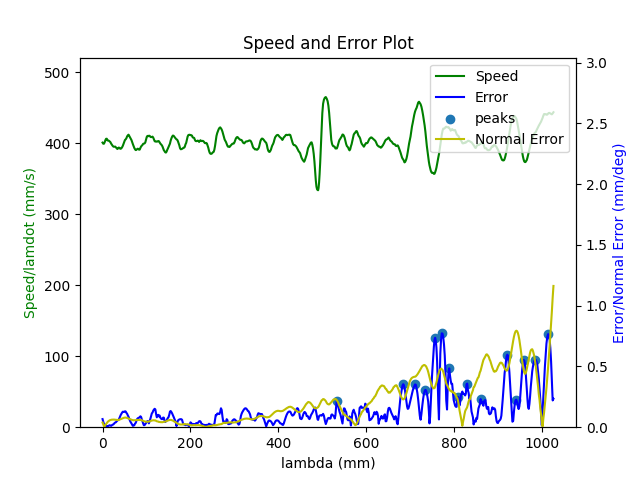 Speed and Error Plot
Speed
Error
peaks
Normal Error
Speed/lamdot (mm/s)
500
400
300
200
100
0
3.0
2.5
2.0
1.5
1.0
0.5
0.0
Error/Normal Error (mm/deg)
0 200 400 600 800 1000
lambda (mm)